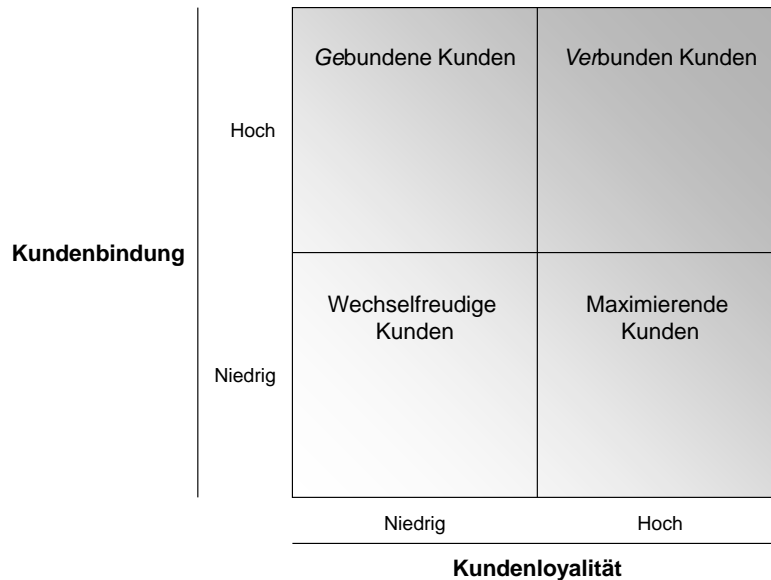 Gebundene Kunden
Verbunden Kunden
Hoch
Kundenbindung
Wechselfreudige
Kunden
Maximierende
Kunden
Niedrig
Niedrig
Hoch
Kundenloyalität